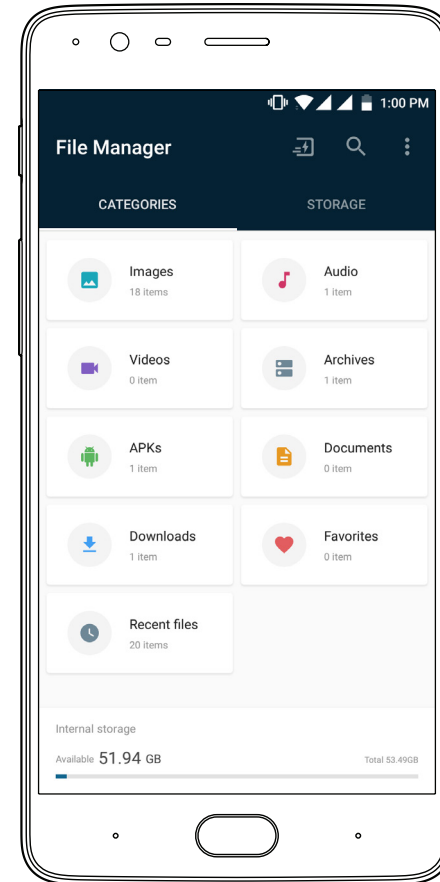 1:00 PM
File Manager
CATEGORIES STORAGE
Images Audio
18 items 1 item
Videos Archives
0 item 1 item
APKs Documents
1 item 0 item
Downloads Favorites
1 item 0 item
Recent files
20 items
Internal storage
Available 51.94 GB Total 53.49GB